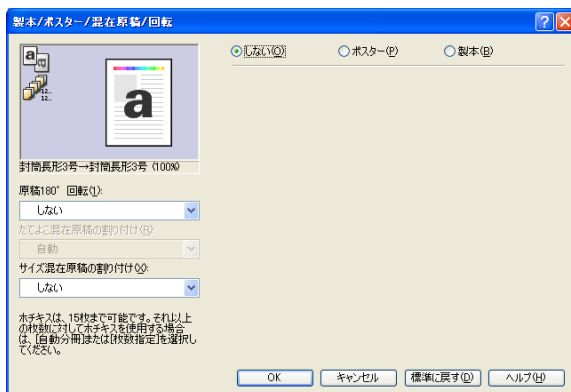 製本/ポスター/混在原稿/回転
しない(O) ポスター(P) 製本(B)
a a
12..
12..
a
封筒長形3号→封筒長形3号 (100%)
原稿180° 回転(1):
しない
たてよこ混在原稿の割り付け(R):
自動
サイズ混在原稿の割り付け(X):
しない
ホチキスは、15枚まで可能です。それ以上
の枚数に対してホチキスを使用する場合
は、[自動分冊]または[枚数指定]を選択し
てください。
OK キャンセル 標準に戻す(D) ヘルプ(H)